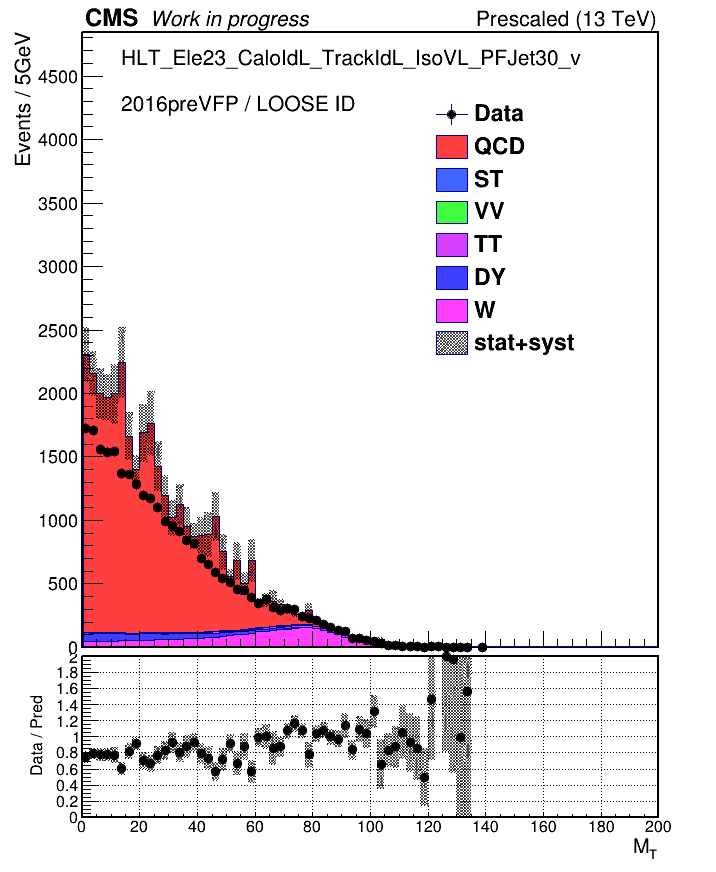 CMS Work in progress Prescaled (13 TeV)
Events / 5GeV
HLT_Ele23_CaloIdL_TrackIdL_IsoVL_PFJet30_v
2016preVFP / LOOSE ID
Data
QCD
ST
VV
TT
DY
W
stat+syst
4500
4000
3500
3000
2500
2000
1500
1000
500
0
Data / Pred
2
1.8
1.6
1.4
1.2
1
0.8
0.6
0.4
0.2
0
0 20 40 60 80 100 120 140 160 180 200
M_T